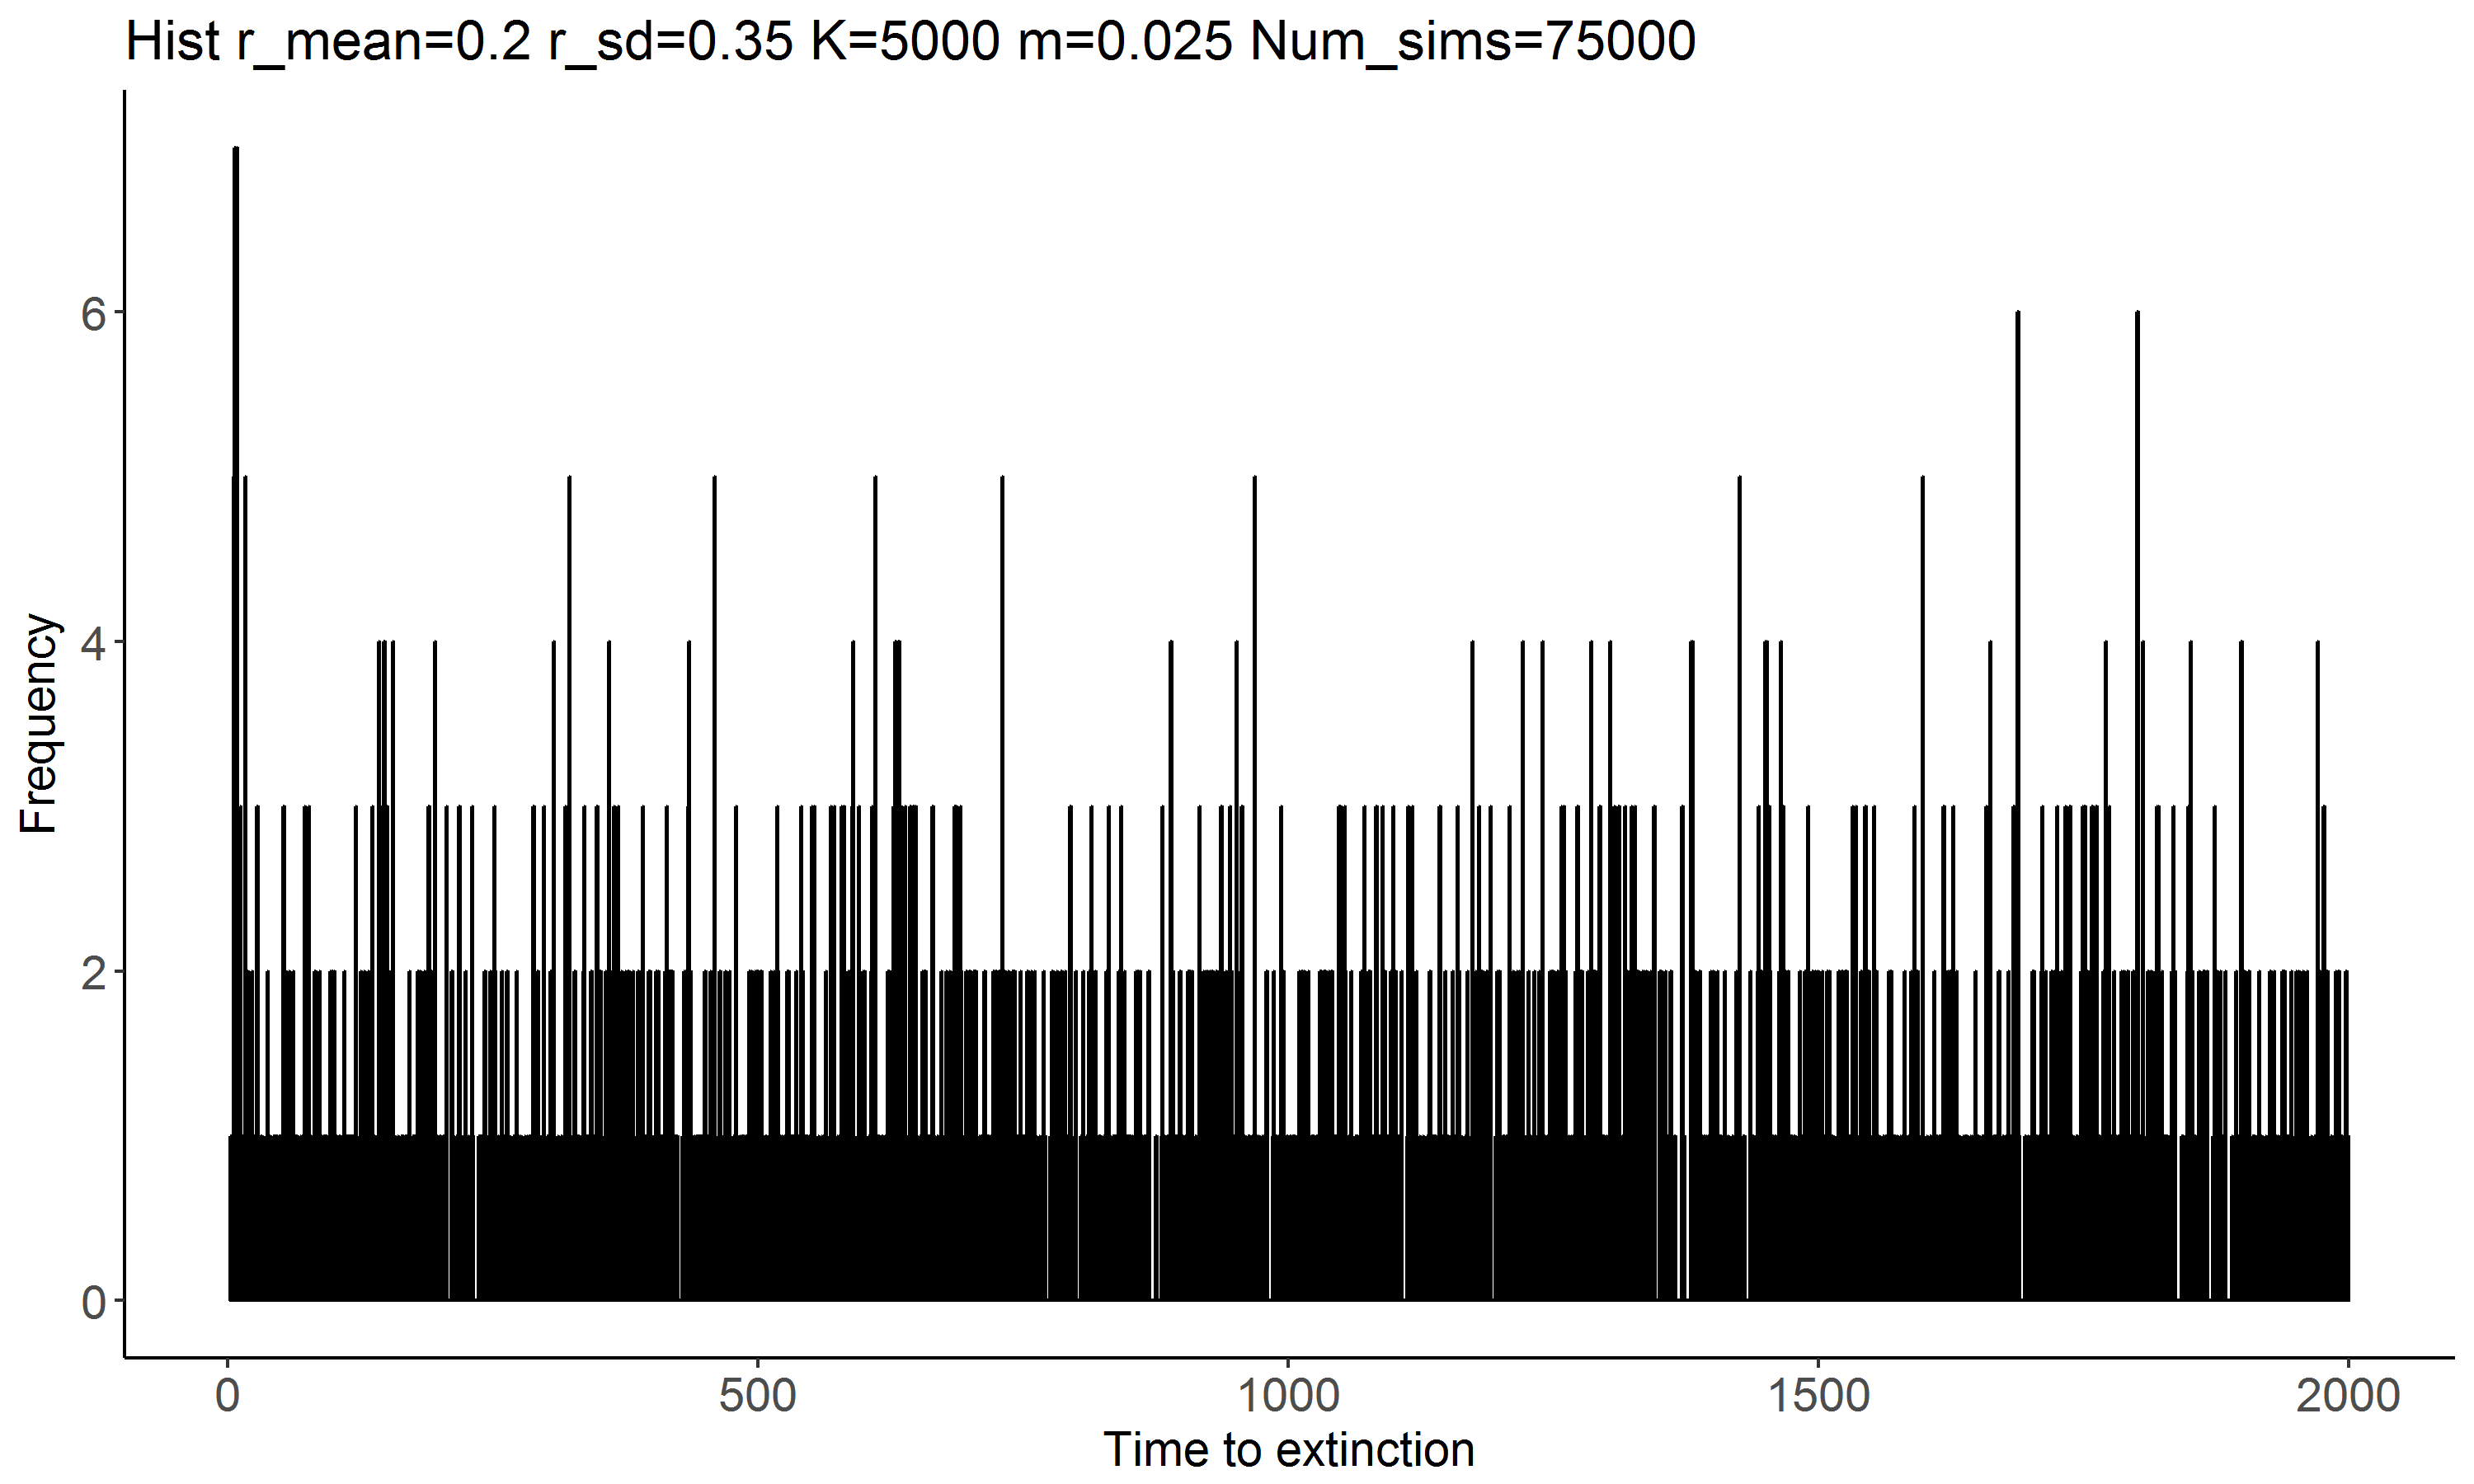 Hist r_mean=0.2 r_sd=0.35 K=5000 m=0.025 Num_sims=75000
Frequency
6
4
2
0
0 500 1000 1500 2000
Time to extinction